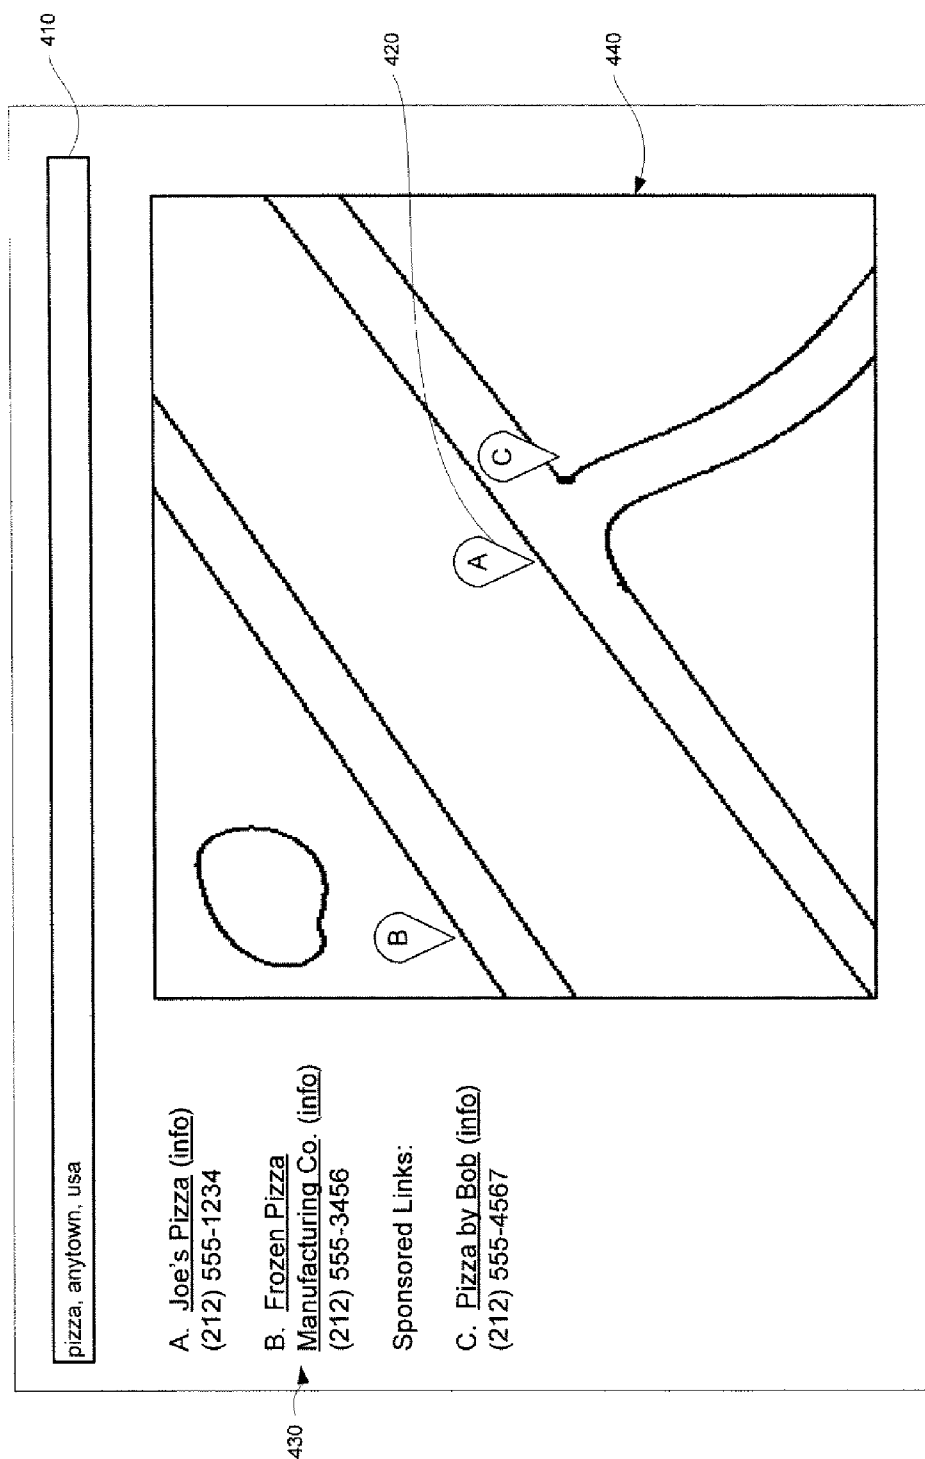 410
pizza, anytown, usa
420
440
A. Joe's Pizza (info)
(212) 555-1234
B. Frozen Pizza
Manufacturing Co. (info)
(212) 555-3456
430
Sponsored Links:
C. Pizza by Bob (info)
(212) 555-4567
B
A
C